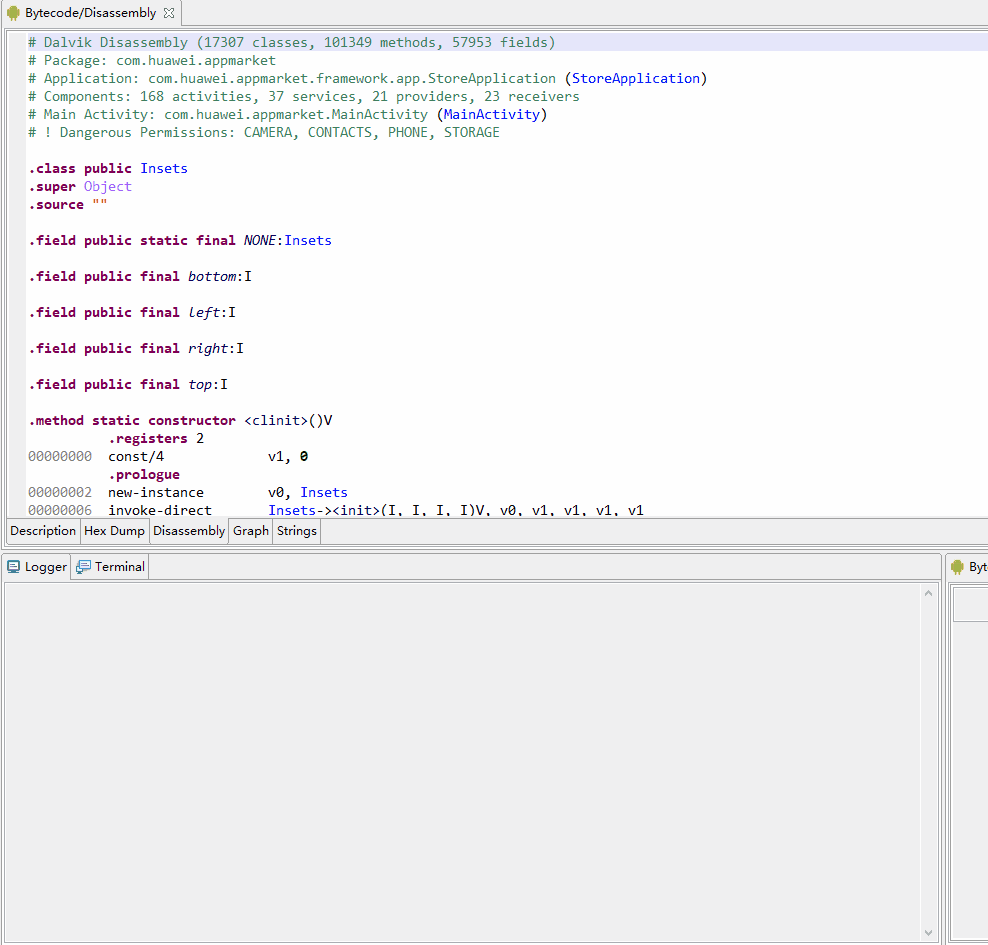 Bytecode/Disassembly
# Dalvik Disassembly (17307 classes, 101349 methods, 57953 fields)
# Package: com.huawei.appmarket
# Application: com.huawei.appmarket.framework.app.StoreApplication (StoreApplication)
# Components: 168 activities, 37 services, 21 providers, 23 receivers
# Main Activity: com.huawei.appmarket.MainActivity (MainActivity)
# ! Dangerous Permissions: CAMERA, CONTACTS, PHONE, STORAGE
.class public Insets
.super Object
.source ""
.field public static final NONE:Insets
.field public final bottom:I
.field public final left:I
.field public final right:I
.field public final top:I
.method static constructor <clinit>()V
.registers 2
00000000 const/4 v1, 0
.prologue
00000002 new-instance v0, Insets
00000006 invoke-direct Insets-><init>(I, I, I, I)V, v0, v1, v1, v1, v1
Description Hex Dump Disassembly Graph Strings
Logger Terminal Byt